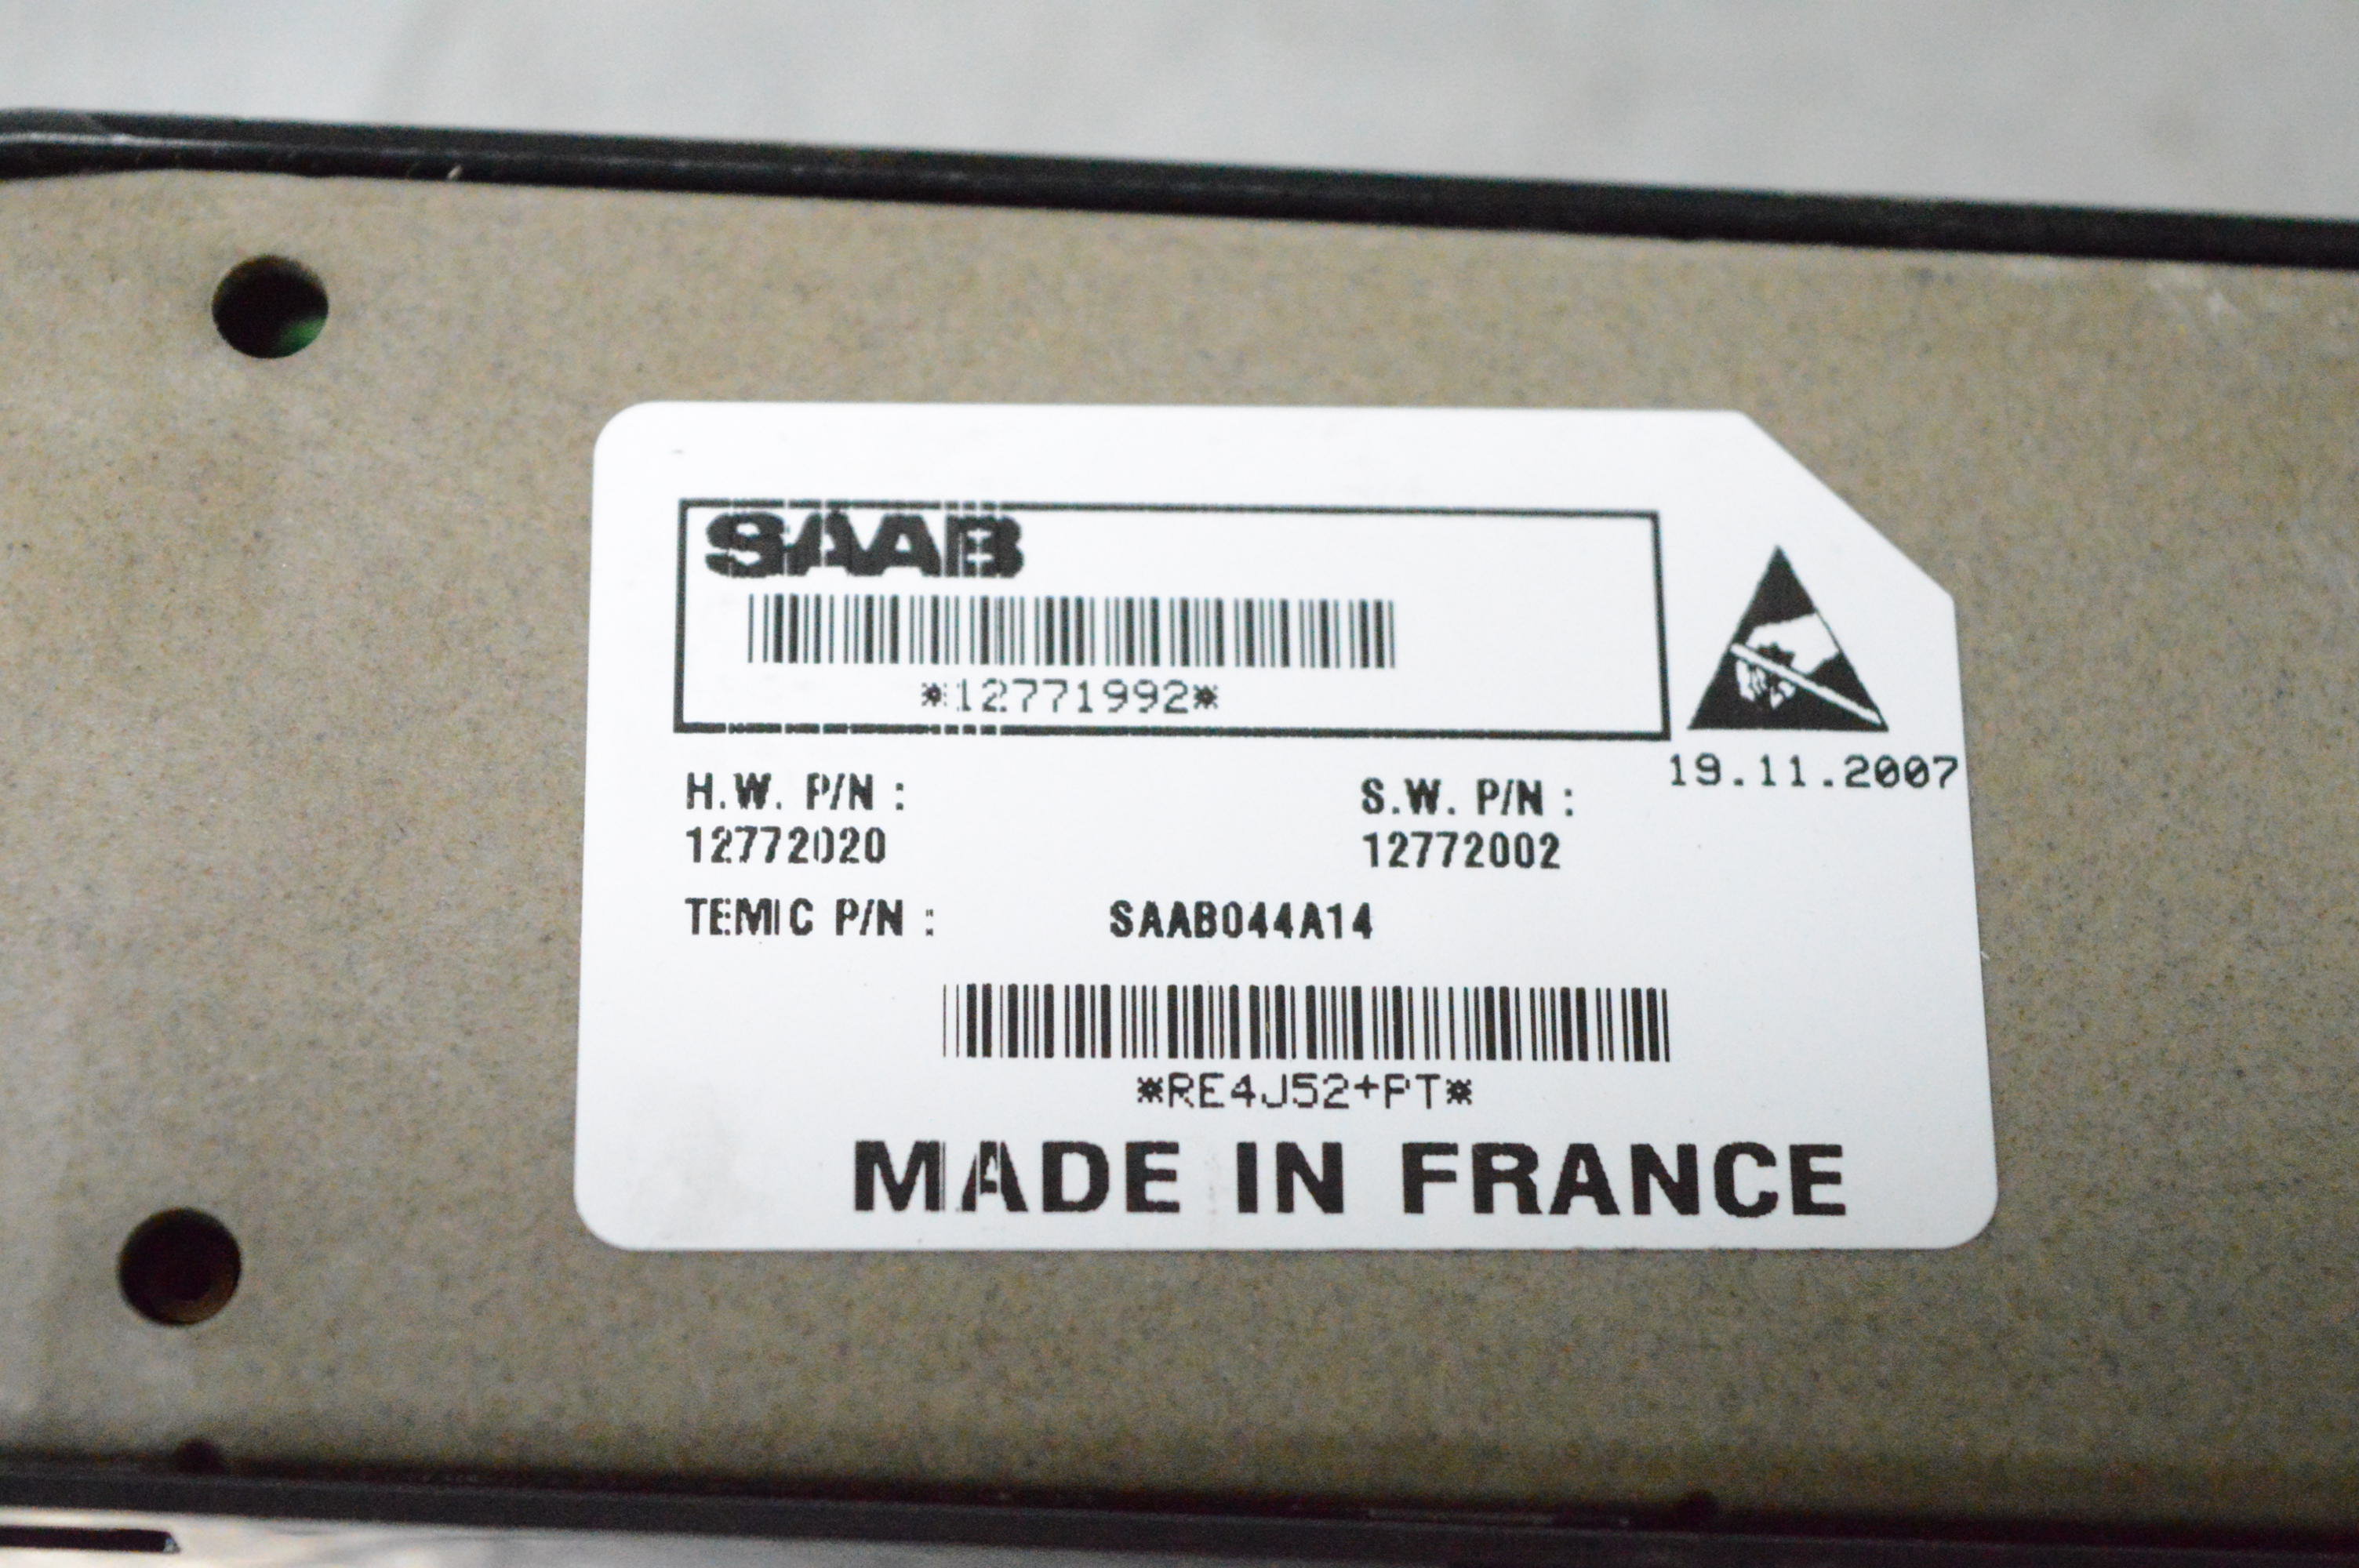 SAAB
*12771992*
19.11.2007
H.W. P/N :
S.W. P/N :
12772020
12772002
TEMIC P/N : SAAB044A14
*RE4J52+PT*
MADE IN FRANCE